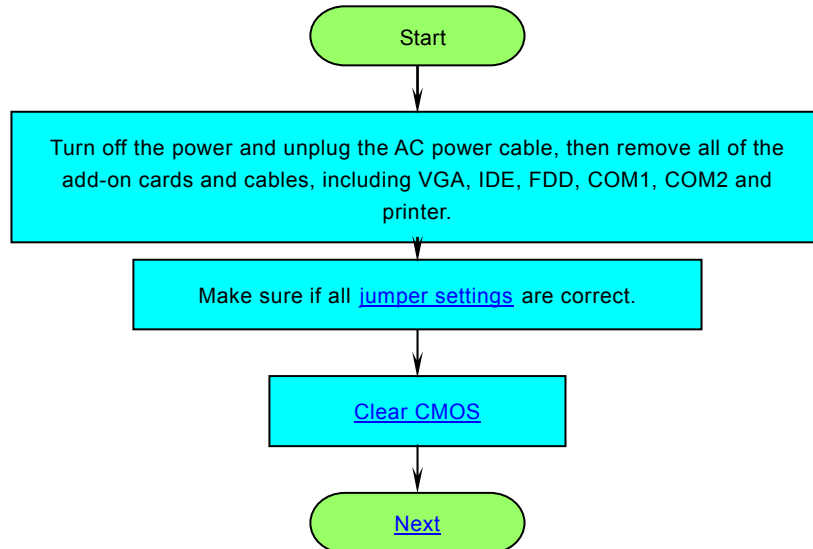 Start
Turn off the power and unplug the AC power cable, then remove all of the
add-on cards and cables, including VGA, IDE, FDD, COM1, COM2 and
printer.
Make sure if all jumper settings are correct.
Clear CMOS
Next